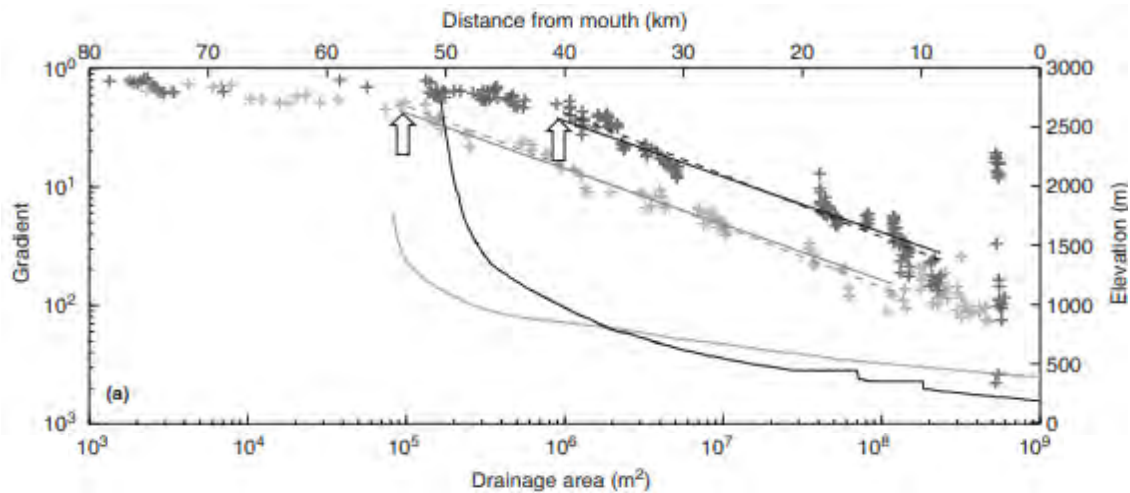 Distance from mouth (km)
80 70 60 50 40 30 20 10 0
10⁰ 3000
2500
10¹ 2000
Gradient
1500
Elevation (m)
10² 1000
500
(a)
10³ 0
10³ 10⁴ 10⁵ 10⁶ 10⁷ 10⁸ 10⁹
Drainage area (m²)